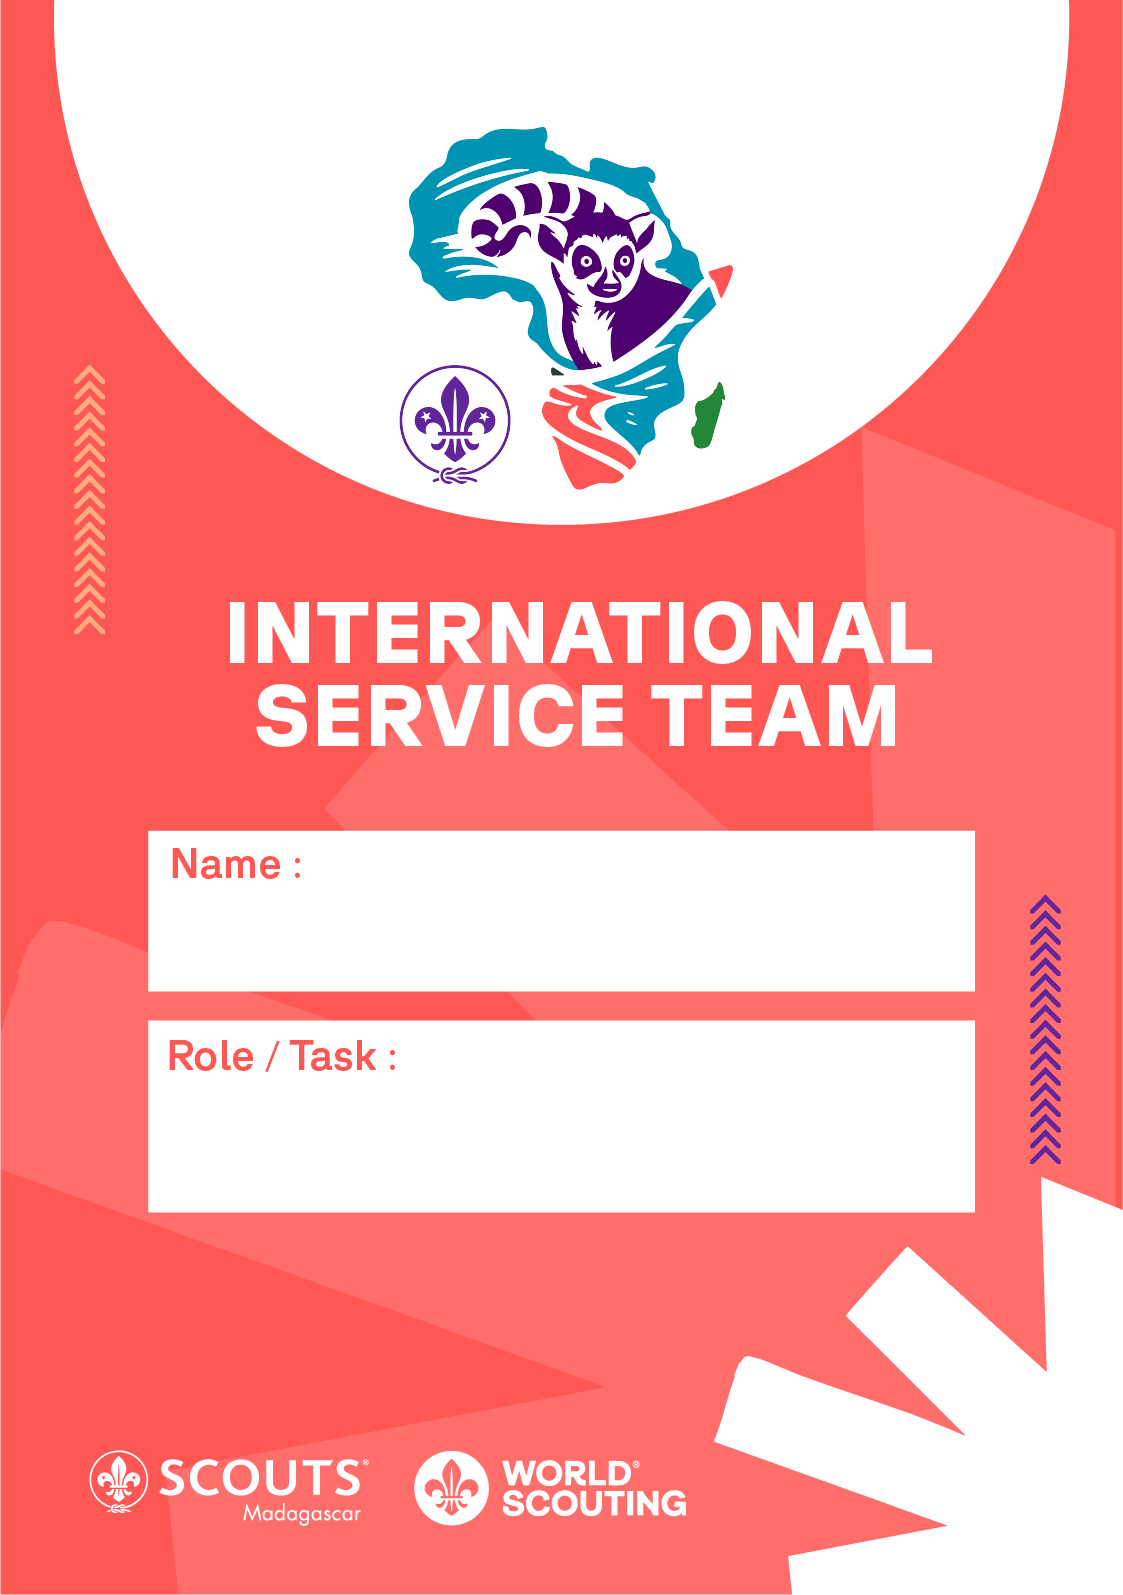 INTERNATIONAL
SERVICE TEAM
Name :
Role / Task :
SCOUTS®
Madagascar
WORLD®
SCOUTING